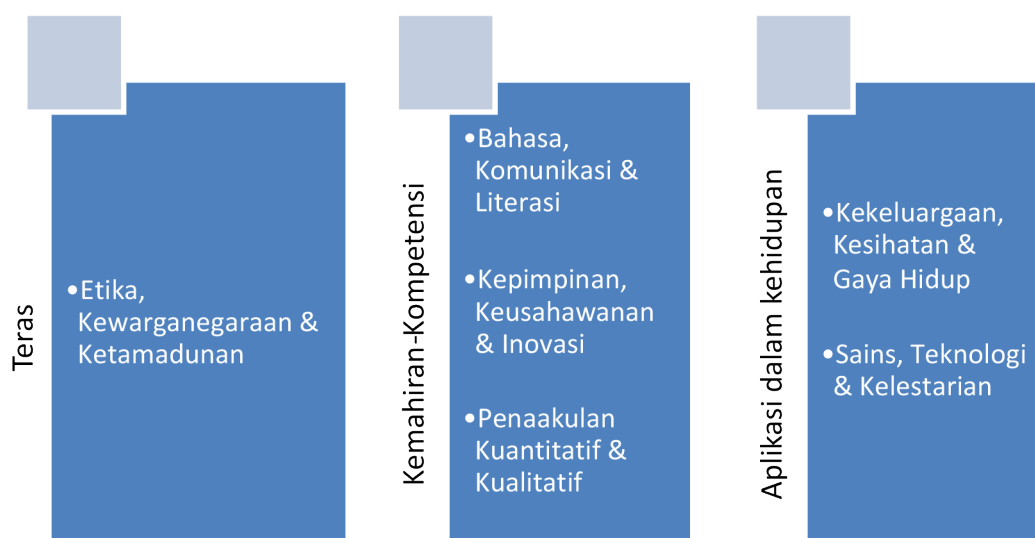 Teras
•Etika,
Kewarganegaraan &
Ketamadunan
Kemahiran-Kompetensi
•Bahasa,
Komunikasi &
Literasi
•Kepimpinan,
Keusahawanan
& Inovasi
•Penaakulan
Kuantitatif &
Kualitatif
Aplikasi dalam kehidupan
•Kekeluargaan,
Kesihatan &
Gaya Hidup
•Sains, Teknologi
& Kelestarian